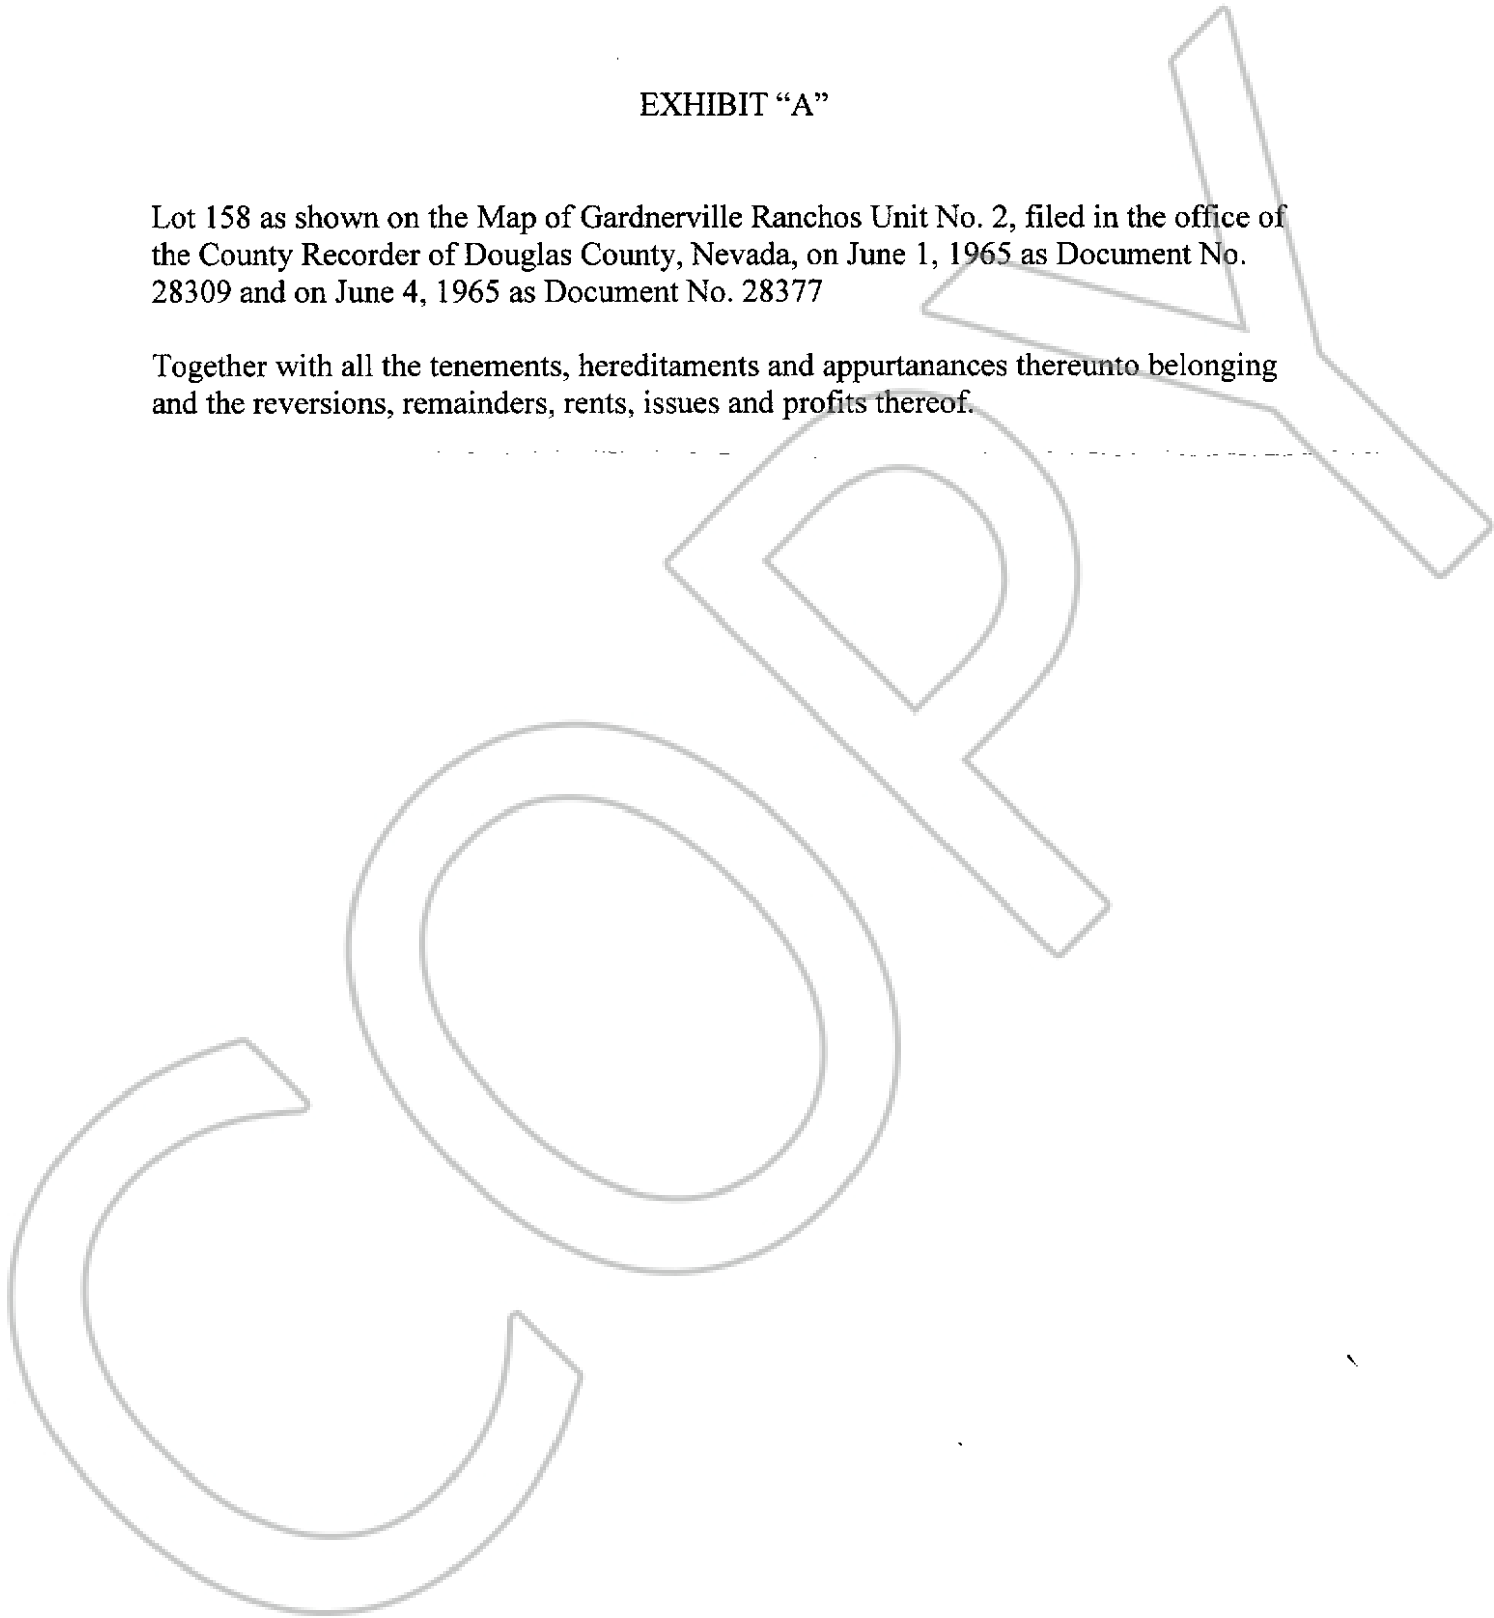 EXHIBIT “A”
Lot 158 as shown on the Map of Gardnerville Ranchos Unit No. 2, filed in the office of
the County Recorder of Douglas County, Nevada, on June 1, 1965 as Document No.
28309 and on June 4, 1965 as Document No. 28377
Together with all the tenements, hereditaments and appurtanances thereunto belonging
and the reversions, remainders, rents, issues and profits thereof.
COPY